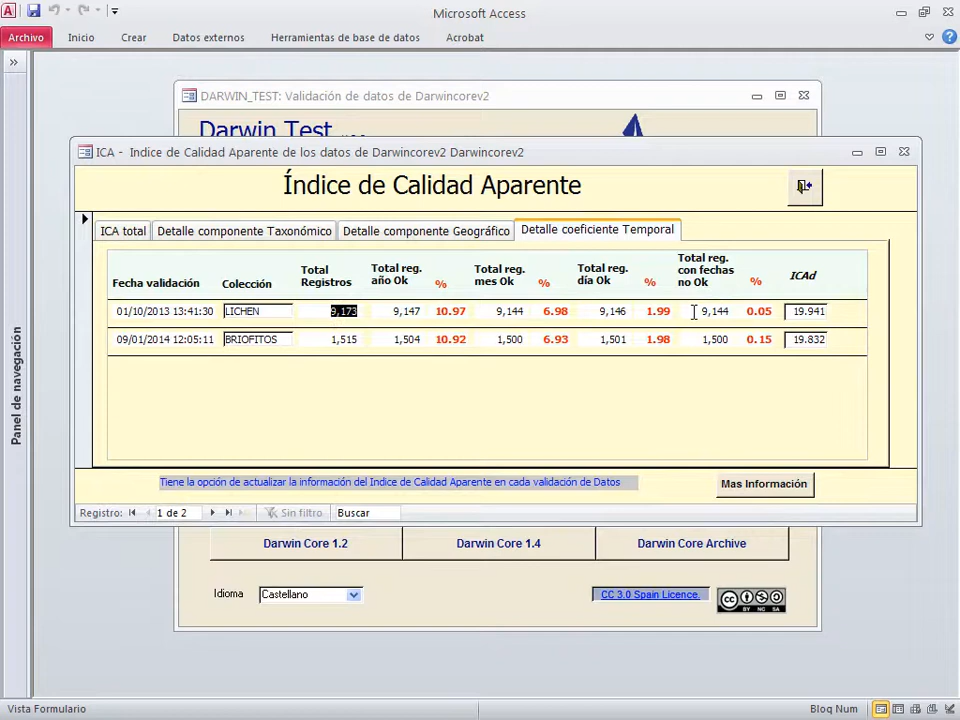 Microsoft Access
Archivo Inicio Crear Datos externos Herramientas de base de datos Acrobat
DARWIN_TEST: Validación de datos de Darwincorev2
Darwin Test
ICA - Indice de Calidad Aparente de los datos de Darwincorev2 Darwincorev2
Índice de Calidad Aparente
ICA total Detalle componente Taxonómico Detalle componente Geográfico Detalle coeficiente Temporal
Fecha validación Colección Total Registros Total reg. año Ok % Total reg. mes Ok % Total reg. día Ok % Total reg. con fechas no Ok % ICAd
01/10/2013 13:41:30 LICHEN 9,173 9,147 10.97 9,144 6.98 9,146 1.99 9,144 0.05 19.941
09/01/2014 12:05:11 BRIOFITOS 1,515 1,504 10.92 1,500 6.93 1,501 1.98 1,500 0.15 19.832
Tiene la opción de actualizar la información del Indice de Calidad Aparente en cada validación de Datos
Mas Información
Registro: 1 de 2 Sin filtro Buscar
Darwin Core 1.2 Darwin Core 1.4 Darwin Core Archive
Idioma Castellano CC 3.0 Spain Licence.
BY NC SA
Panel de navegación
Vista Formulario Bloq Num